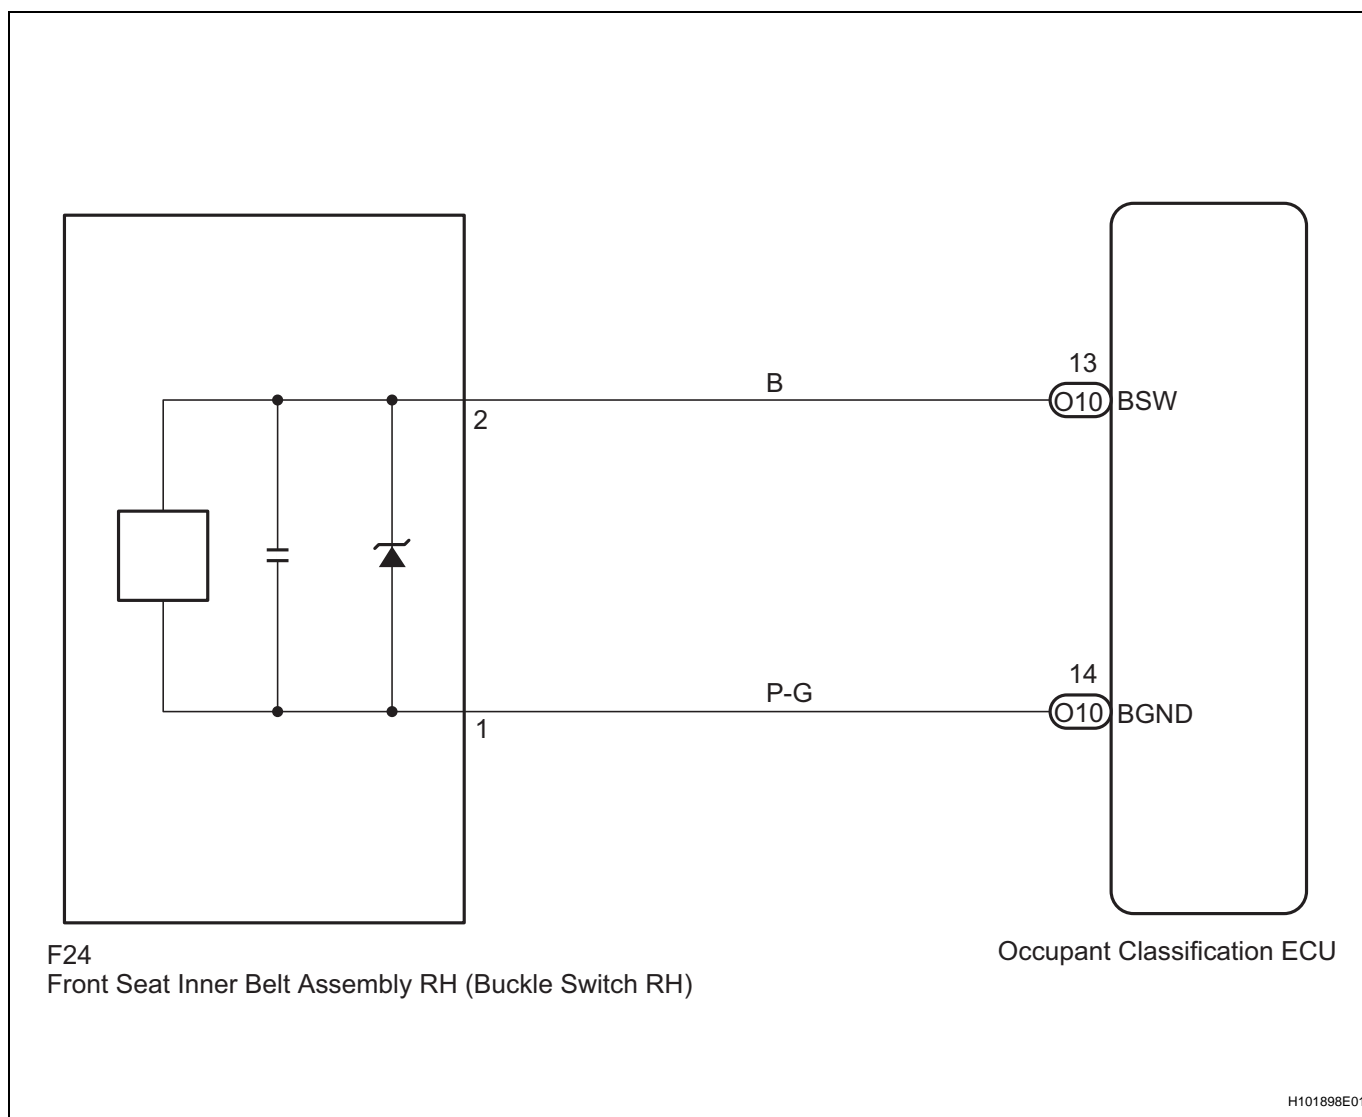 13
B
O10
BSW
2
14
P-G
O10
BGND
1
F24
Front Seat Inner Belt Assembly RH (Buckle Switch RH)
Occupant Classification ECU
H101898E01